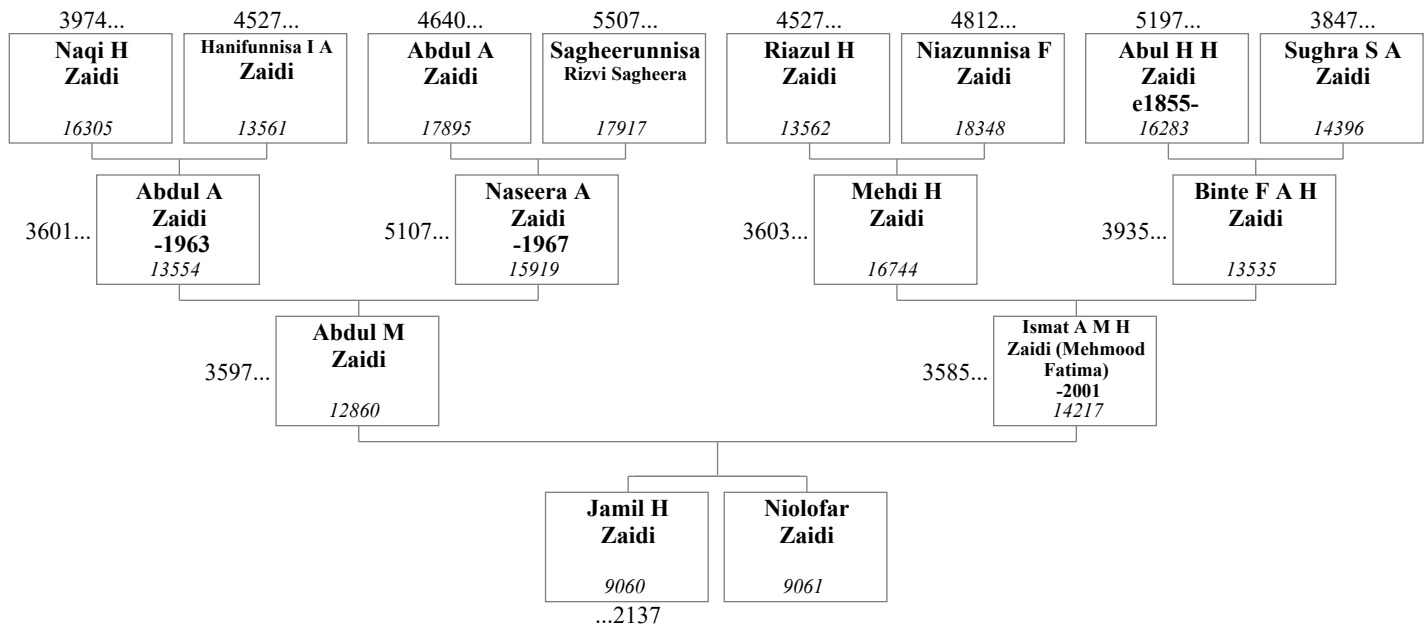 3974... 4527... 4640... 5507... 4527... 4812... 5197... 3847...
Naqi H
Zaidi
16305
Hanifunnisa I A
Zaidi
13561
Abdul A
Zaidi
17895
Sagheerunnisa
Rizvi Sagheera
17917
Riazul H
Zaidi
13562
Niazunnisa F
Zaidi
18348
Abul H H
Zaidi
e1855-
16283
Sughra S A
Zaidi
14396
3601...
Abdul A
Zaidi
-1963
13554
5107...
Naseera A
Zaidi
-1967
15919
3603...
Mehdi H
Zaidi
16744
3935...
Binte F A H
Zaidi
13535
3597...
Abdul M
Zaidi
12860
3585...
Ismat A M H
Zaidi (Mehmood
Fatima)
-2001
14217
Jamil H
Zaidi
9060
...2137
Niolofar
Zaidi
9061